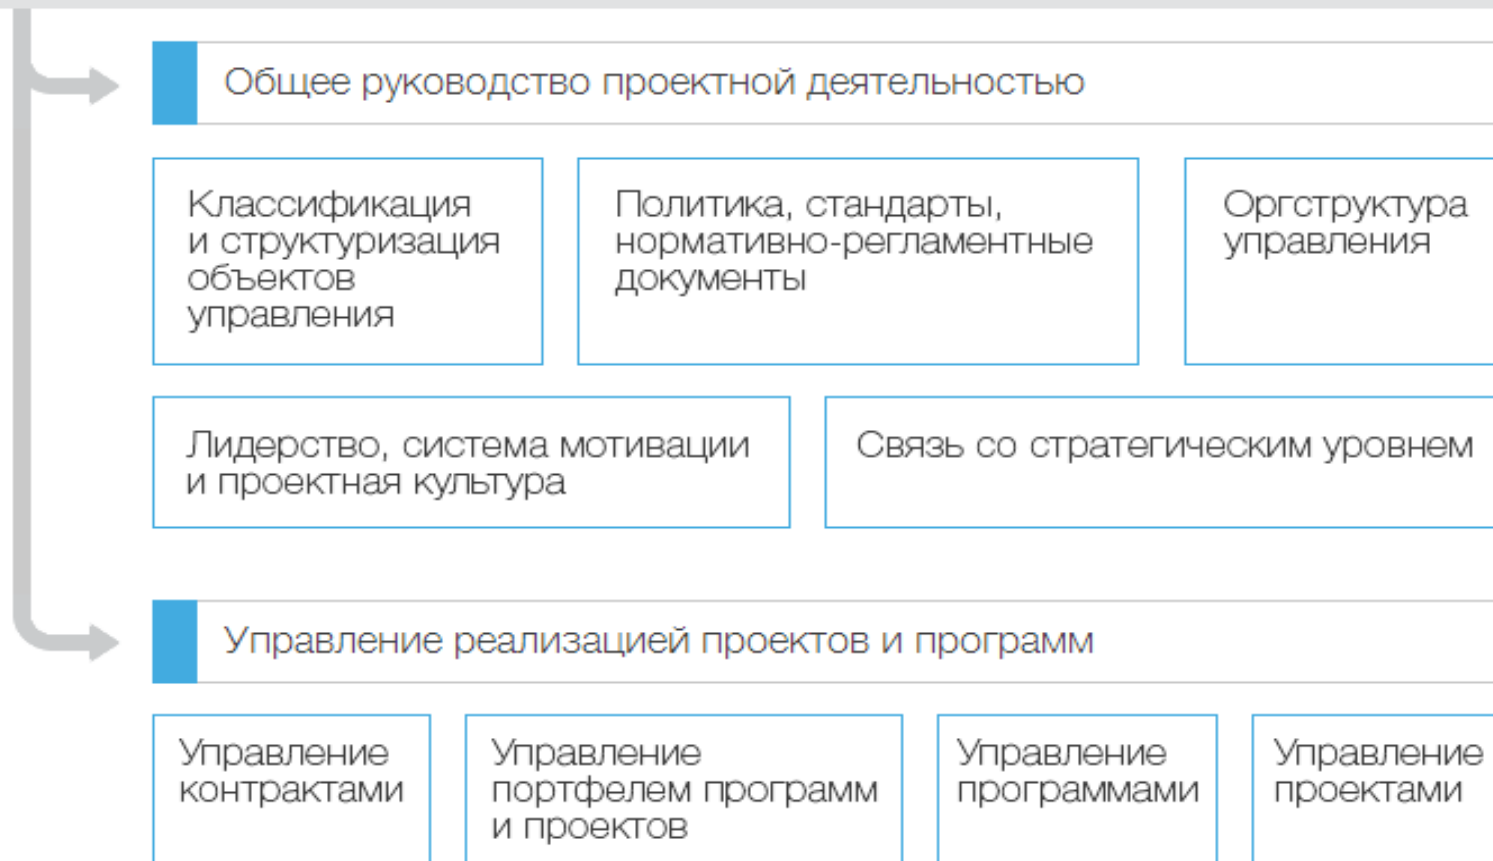 Общее руководство проектной деятельностью
Классификация
и структуризация
объектов
управления
Политика, стандарты,
нормативно-регламентные
документы
Оргструктура
управления
Лидерство, система мотивации
и проектная культура
Связь со стратегическим уровнем
Управление реализацией проектов и программ
Управление
контрактами
Управление
портфелем программ
и проектов
Управление
программами
Управление
проектами